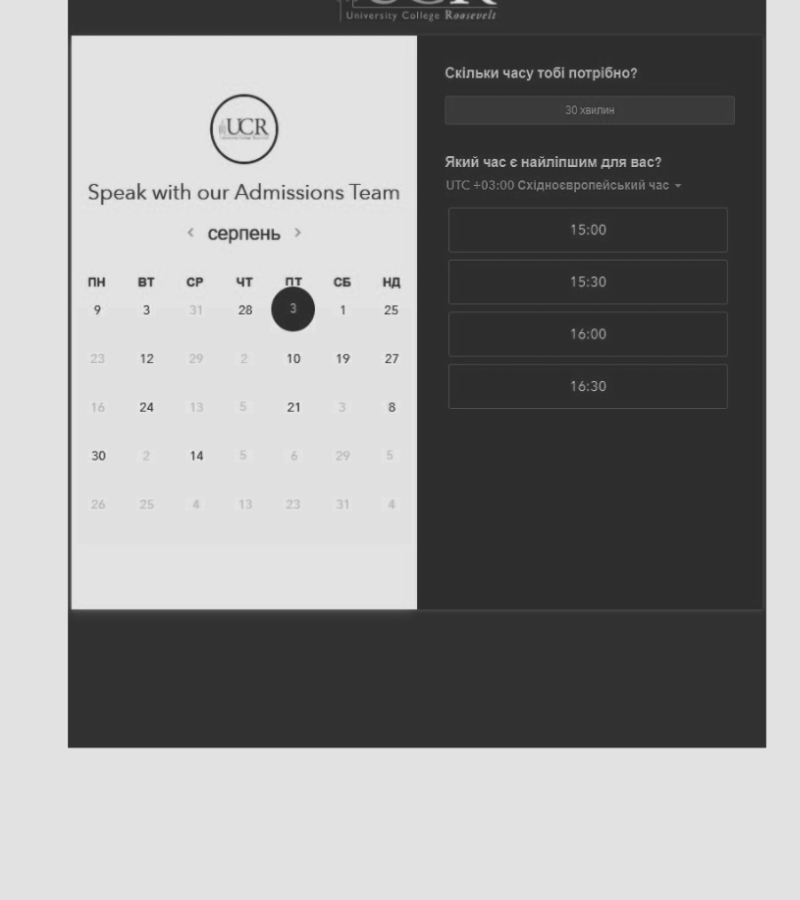 UCR
University College Roosevelt
UCR
Speak with our Admissions Team
серпень
ПН ВТ СР ЧТ ПТ СБ НД
9 3 31 28 3 1 25
23 12 29 2 10 19 27
16 24 13 5 21 3 8
30 2 14 5 6 29 5
26 25 4 13 23 31 4
Скільки часу тобі потрібно?
30 хвилин
Який час є найліпшим для вас?
UTC +03:00 Східноєвропейський час
15:00
15:30
16:00
16:30